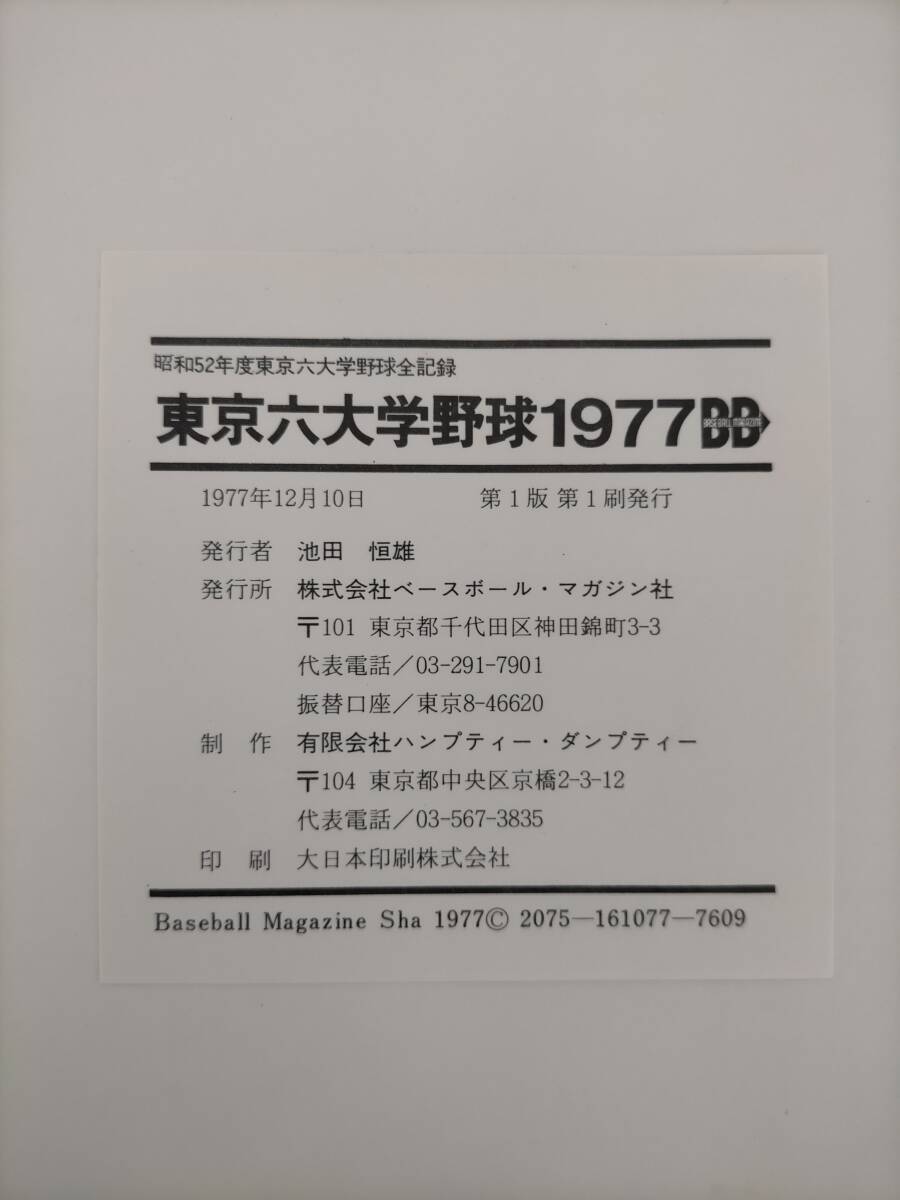 昭和52年度東京六大学野球全記録
東京六大学野球1977 BB BASEBALL MAGAZINE
1977年12月10日 第1版 第1刷発行
発行者 池田 恒雄
発行所 株式会社ベースボール・マガジン社
〒101 東京都千代田区神田錦町3-3
代表電話／03-291-7901
振替口座／東京8-46620
制 作 有限会社ハンプティー・ダンプティー
〒104 東京都中央区京橋2-3-12
代表電話／03-567-3835
印 刷 大日本印刷株式会社
Baseball Magazine Sha 1977© 2075―161077―7609